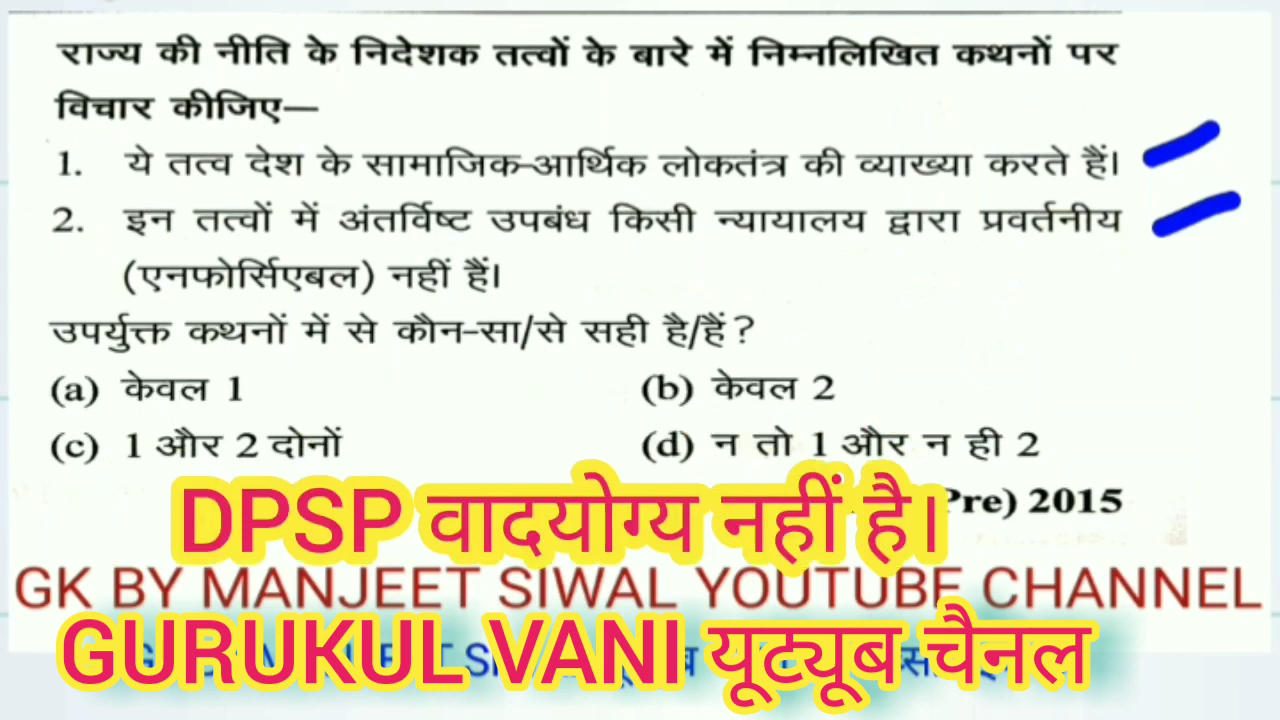 राज्य की नीति के निदेशक तत्वों के बारे में निम्नलिखित कथनों पर
विचार कीजिए—
1. ये तत्व देश के सामाजिक-आर्थिक लोकतंत्र की व्याख्या करते हैं।
2. इन तत्वों में अंतर्विष्ट उपबंध किसी न्यायालय द्वारा प्रवर्तनीय
(एनफोर्सिएबल) नहीं हैं।
उपर्युक्त कथनों में से कौन-सा/से सही है/हैं?
(a) केवल 1 (b) केवल 2
(c) 1 और 2 दोनों (d) न तो 1 और न ही 2
Pre) 2015
DPSP वादयोग्य नहीं है।
GK BY MANJEET SIWAL YOUTUBE CHANNEL
GURUKUL VANI यूट्यूब चैनल